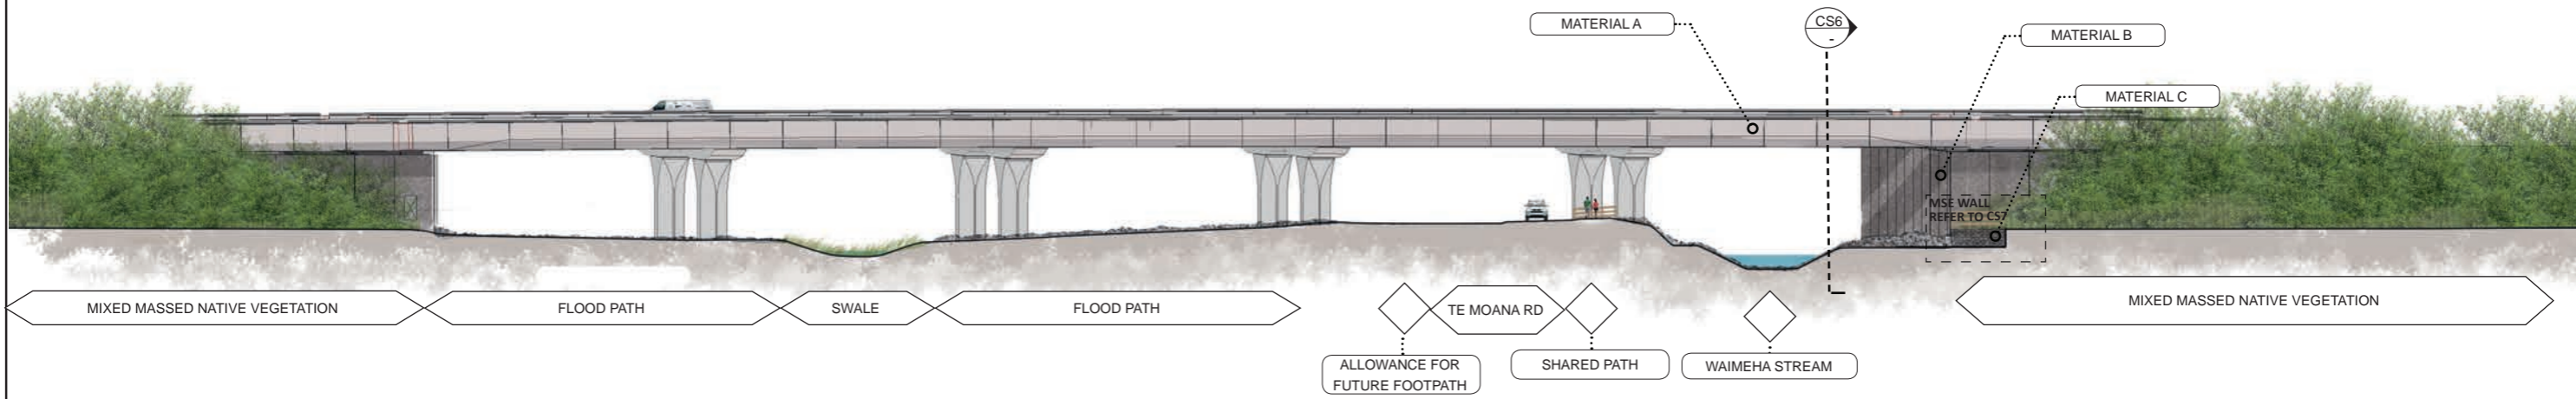 MATERIAL A
CS6
-
MATERIAL B
MATERIAL C
MSE WALL
REFER TO CS7
MIXED MASSED NATIVE VEGETATION
FLOOD PATH
SWALE
FLOOD PATH
TE MOANA RD
MIXED MASSED NATIVE VEGETATION
ALLOWANCE FOR
FUTURE FOOTPATH
SHARED PATH
WAIMEHA STREAM